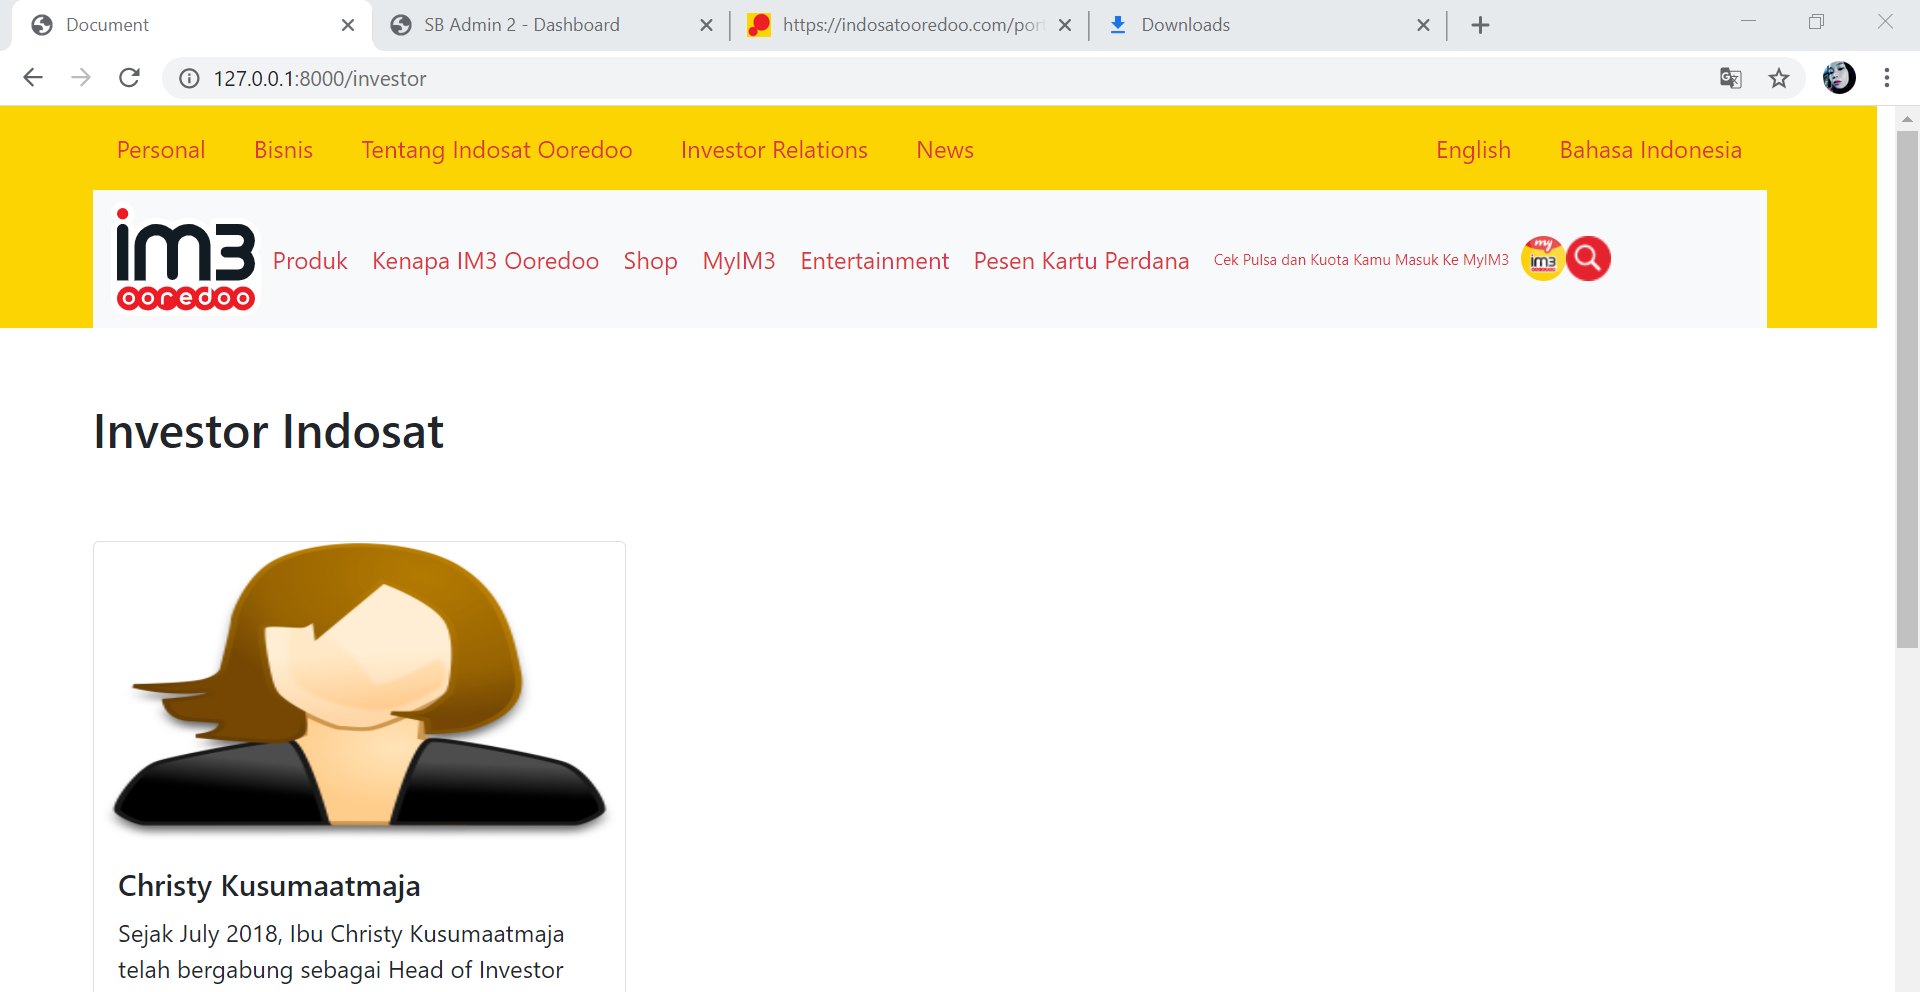 Document
SB Admin 2 - Dashboard
https://indosatooredoo.com/por
Downloads
127.0.0.1:8000/investor
Personal Bisnis Tentang Indosat Ooredoo Investor Relations News English Bahasa Indonesia
im3
ooredoo
Produk Kenapa IM3 Ooredoo Shop MyIM3 Entertainment Pesen Kartu Perdana Cek Pulsa dan Kuota Kamu Masuk Ke MyIM3
my
im3
Investor Indosat
Christy Kusumaatmaja
Sejak July 2018, Ibu Christy Kusumaatmaja
telah bergabung sebagai Head of Investor